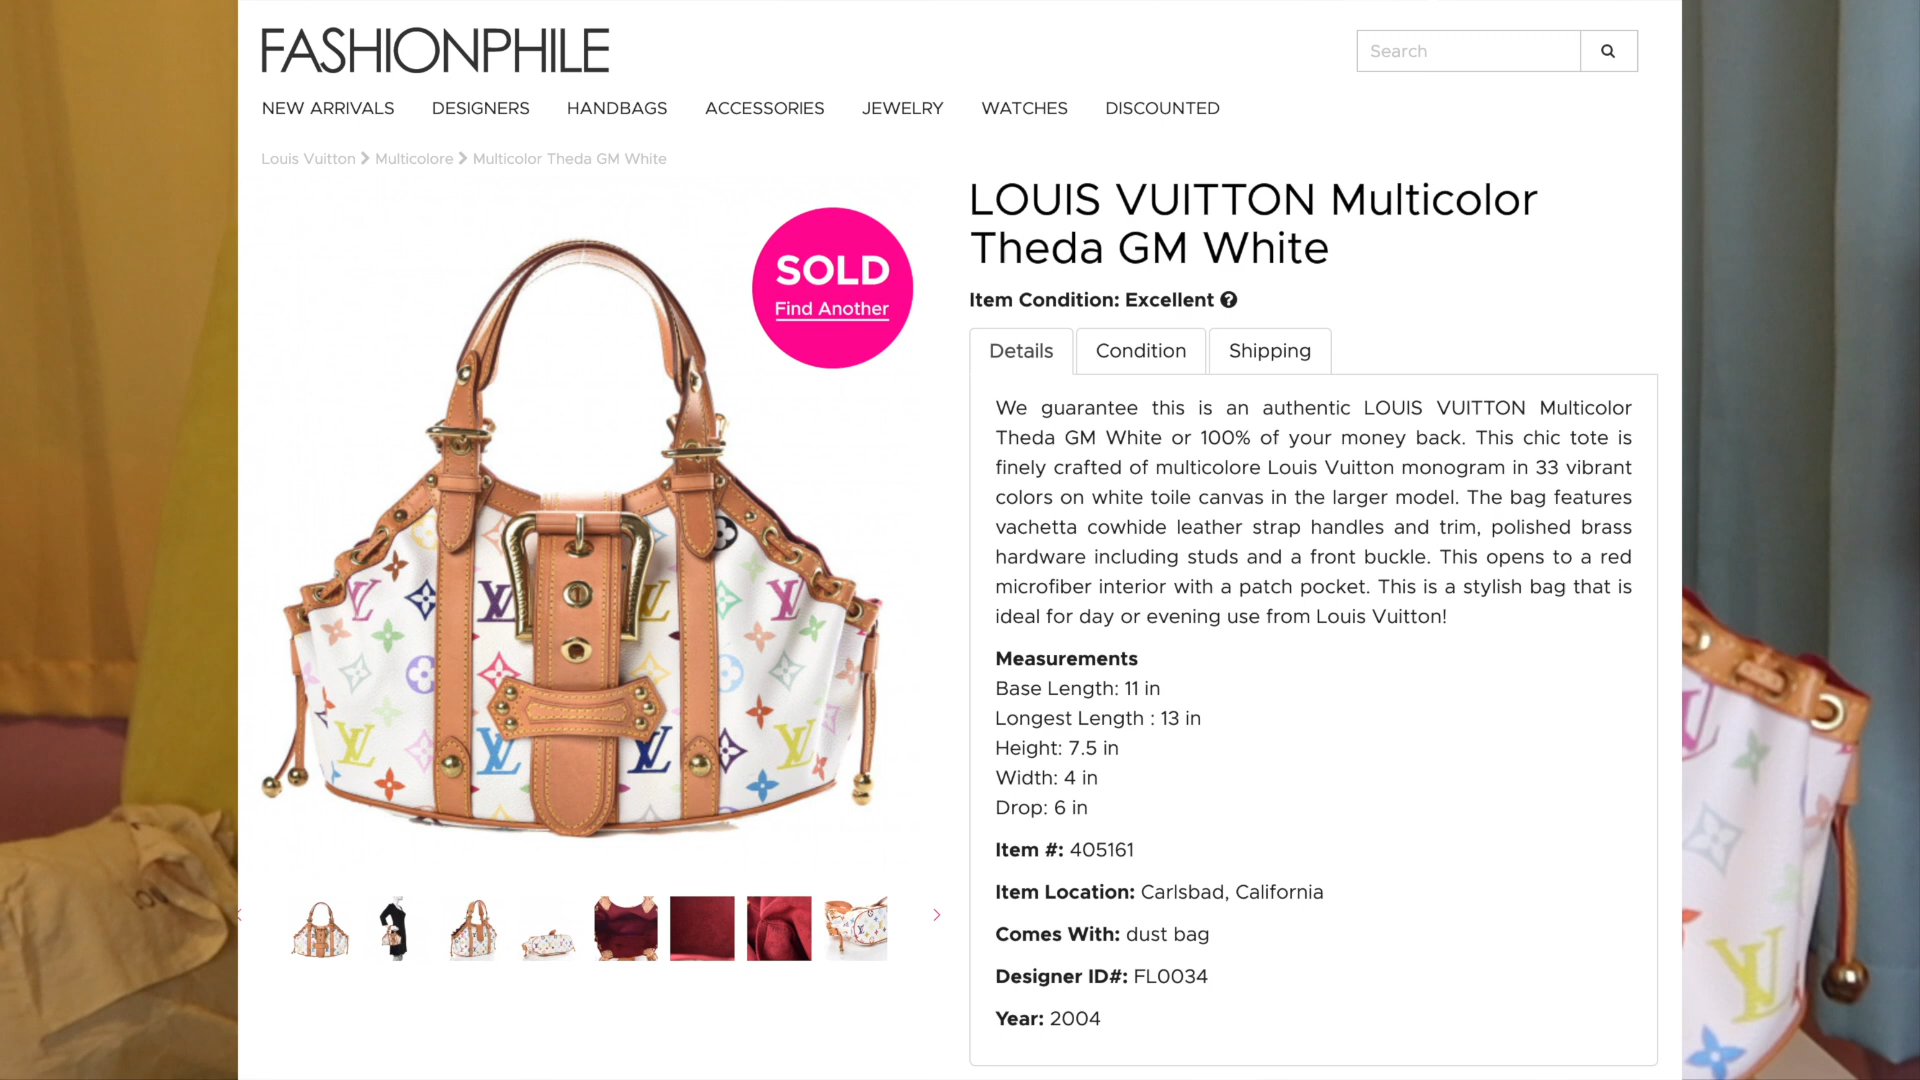 FASHIONPHILE
Search
NEW ARRIVALS DESIGNERS HANDBAGS ACCESSORIES JEWELRY WATCHES DISCOUNTED
Louis Vuitton > Multicolore > Multicolor Theda GM White
SOLD
Find Another
LOUIS VUITTON Multicolor
Theda GM White
Item Condition: Excellent ?
Details Condition Shipping
We guarantee this is an authentic LOUIS VUITTON Multicolor
Theda GM White or 100% of your money back. This chic tote is
finely crafted of multicolore Louis Vuitton monogram in 33 vibrant
colors on white toile canvas in the larger model. The bag features
vachetta cowhide leather strap handles and trim, polished brass
hardware including studs and a front buckle. This opens to a red
microfiber interior with a patch pocket. This is a stylish bag that is
ideal for day or evening use from Louis Vuitton!
Measurements
Base Length: 11 in
Longest Length : 13 in
Height: 7.5 in
Width: 4 in
Drop: 6 in
Item #: 405161
Item Location: Carlsbad, California
Comes With: dust bag
Designer ID#: FL0034
Year: 2004